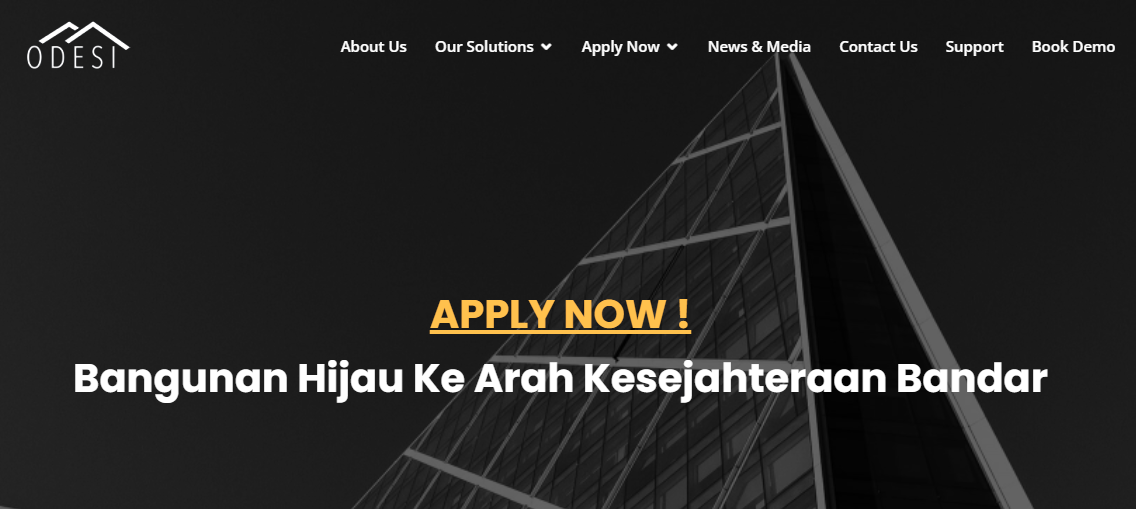 ODESI
About Us Our Solutions Apply Now News & Media Contact Us Support Book Demo
APPLY NOW !
Bangunan Hijau Ke Arah Kesejahteraan Bandar